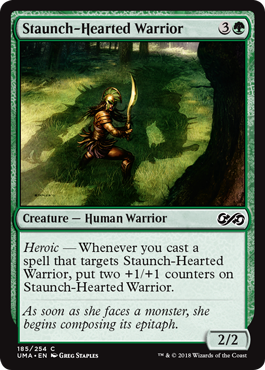 Staunch-Hearted Warrior 3
Creature — Human Warrior
Heroic — Whenever you cast a
spell that targets Staunch-Hearted
Warrior, put two +1/+1 counters on
Staunch-Hearted Warrior.
As soon as she faces a monster, she
begins composing its epitaph.
2/2
185/254 C
UMA • EN Greg Staples
™ & © 2018 Wizards of the Coast